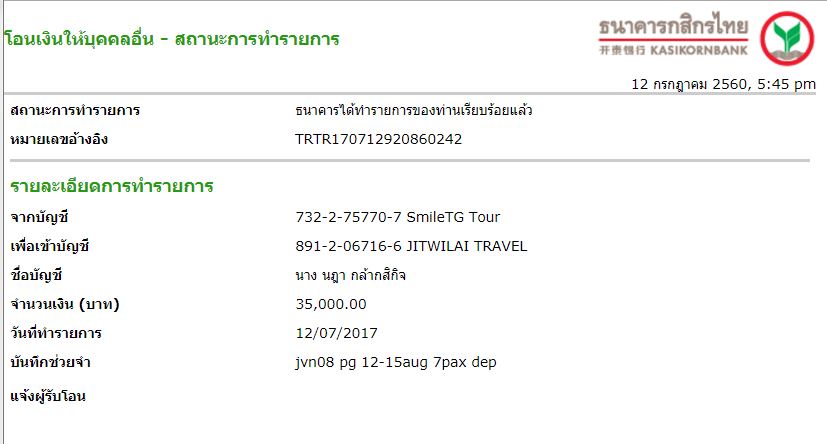 ธนาคารกสิกรไทย
开泰银行 KASIKORNBANK
โอนเงินให้บุคคลอื่น - สถานะการทำรายการ
12 กรกฎาคม 2560, 5:45 pm
สถานะการทำรายการ ธนาคารได้ทำรายการของท่านเรียบร้อยแล้ว
หมายเลขอ้างอิง TRTR170712920860242
รายละเอียดการทำรายการ
จากบัญชี 732-2-75770-7 SmileTG Tour
เพื่อเข้าบัญชี 891-2-06716-6 JITWILAI TRAVEL
ชื่อบัญชี นาง นฎา กล้ากสิกิจ
จำนวนเงิน (บาท) 35,000.00
วันที่ทำรายการ 12/07/2017
บันทึกช่วยจำ jvn08 pg 12-15aug 7pax dep
แจ้งผู้รับโอน